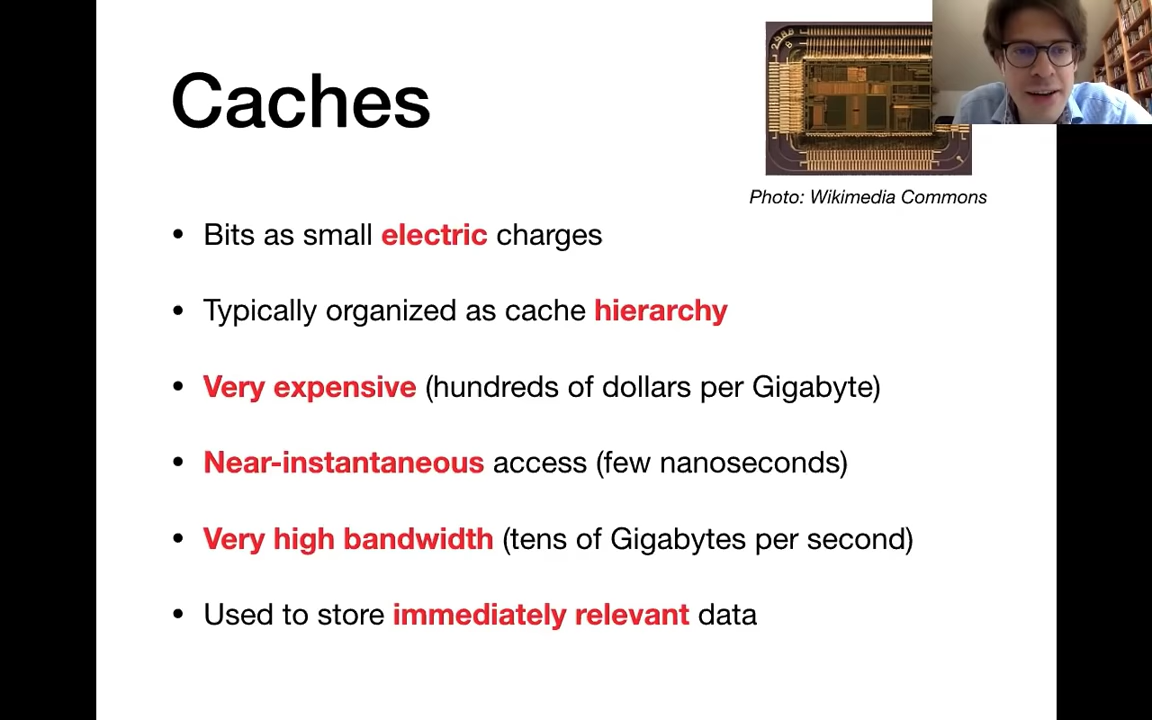 Caches
Photo: Wikimedia Commons
• Bits as small electric charges
• Typically organized as cache hierarchy
• Very expensive (hundreds of dollars per Gigabyte)
• Near-instantaneous access (few nanoseconds)
• Very high bandwidth (tens of Gigabytes per second)
• Used to store immediately relevant data